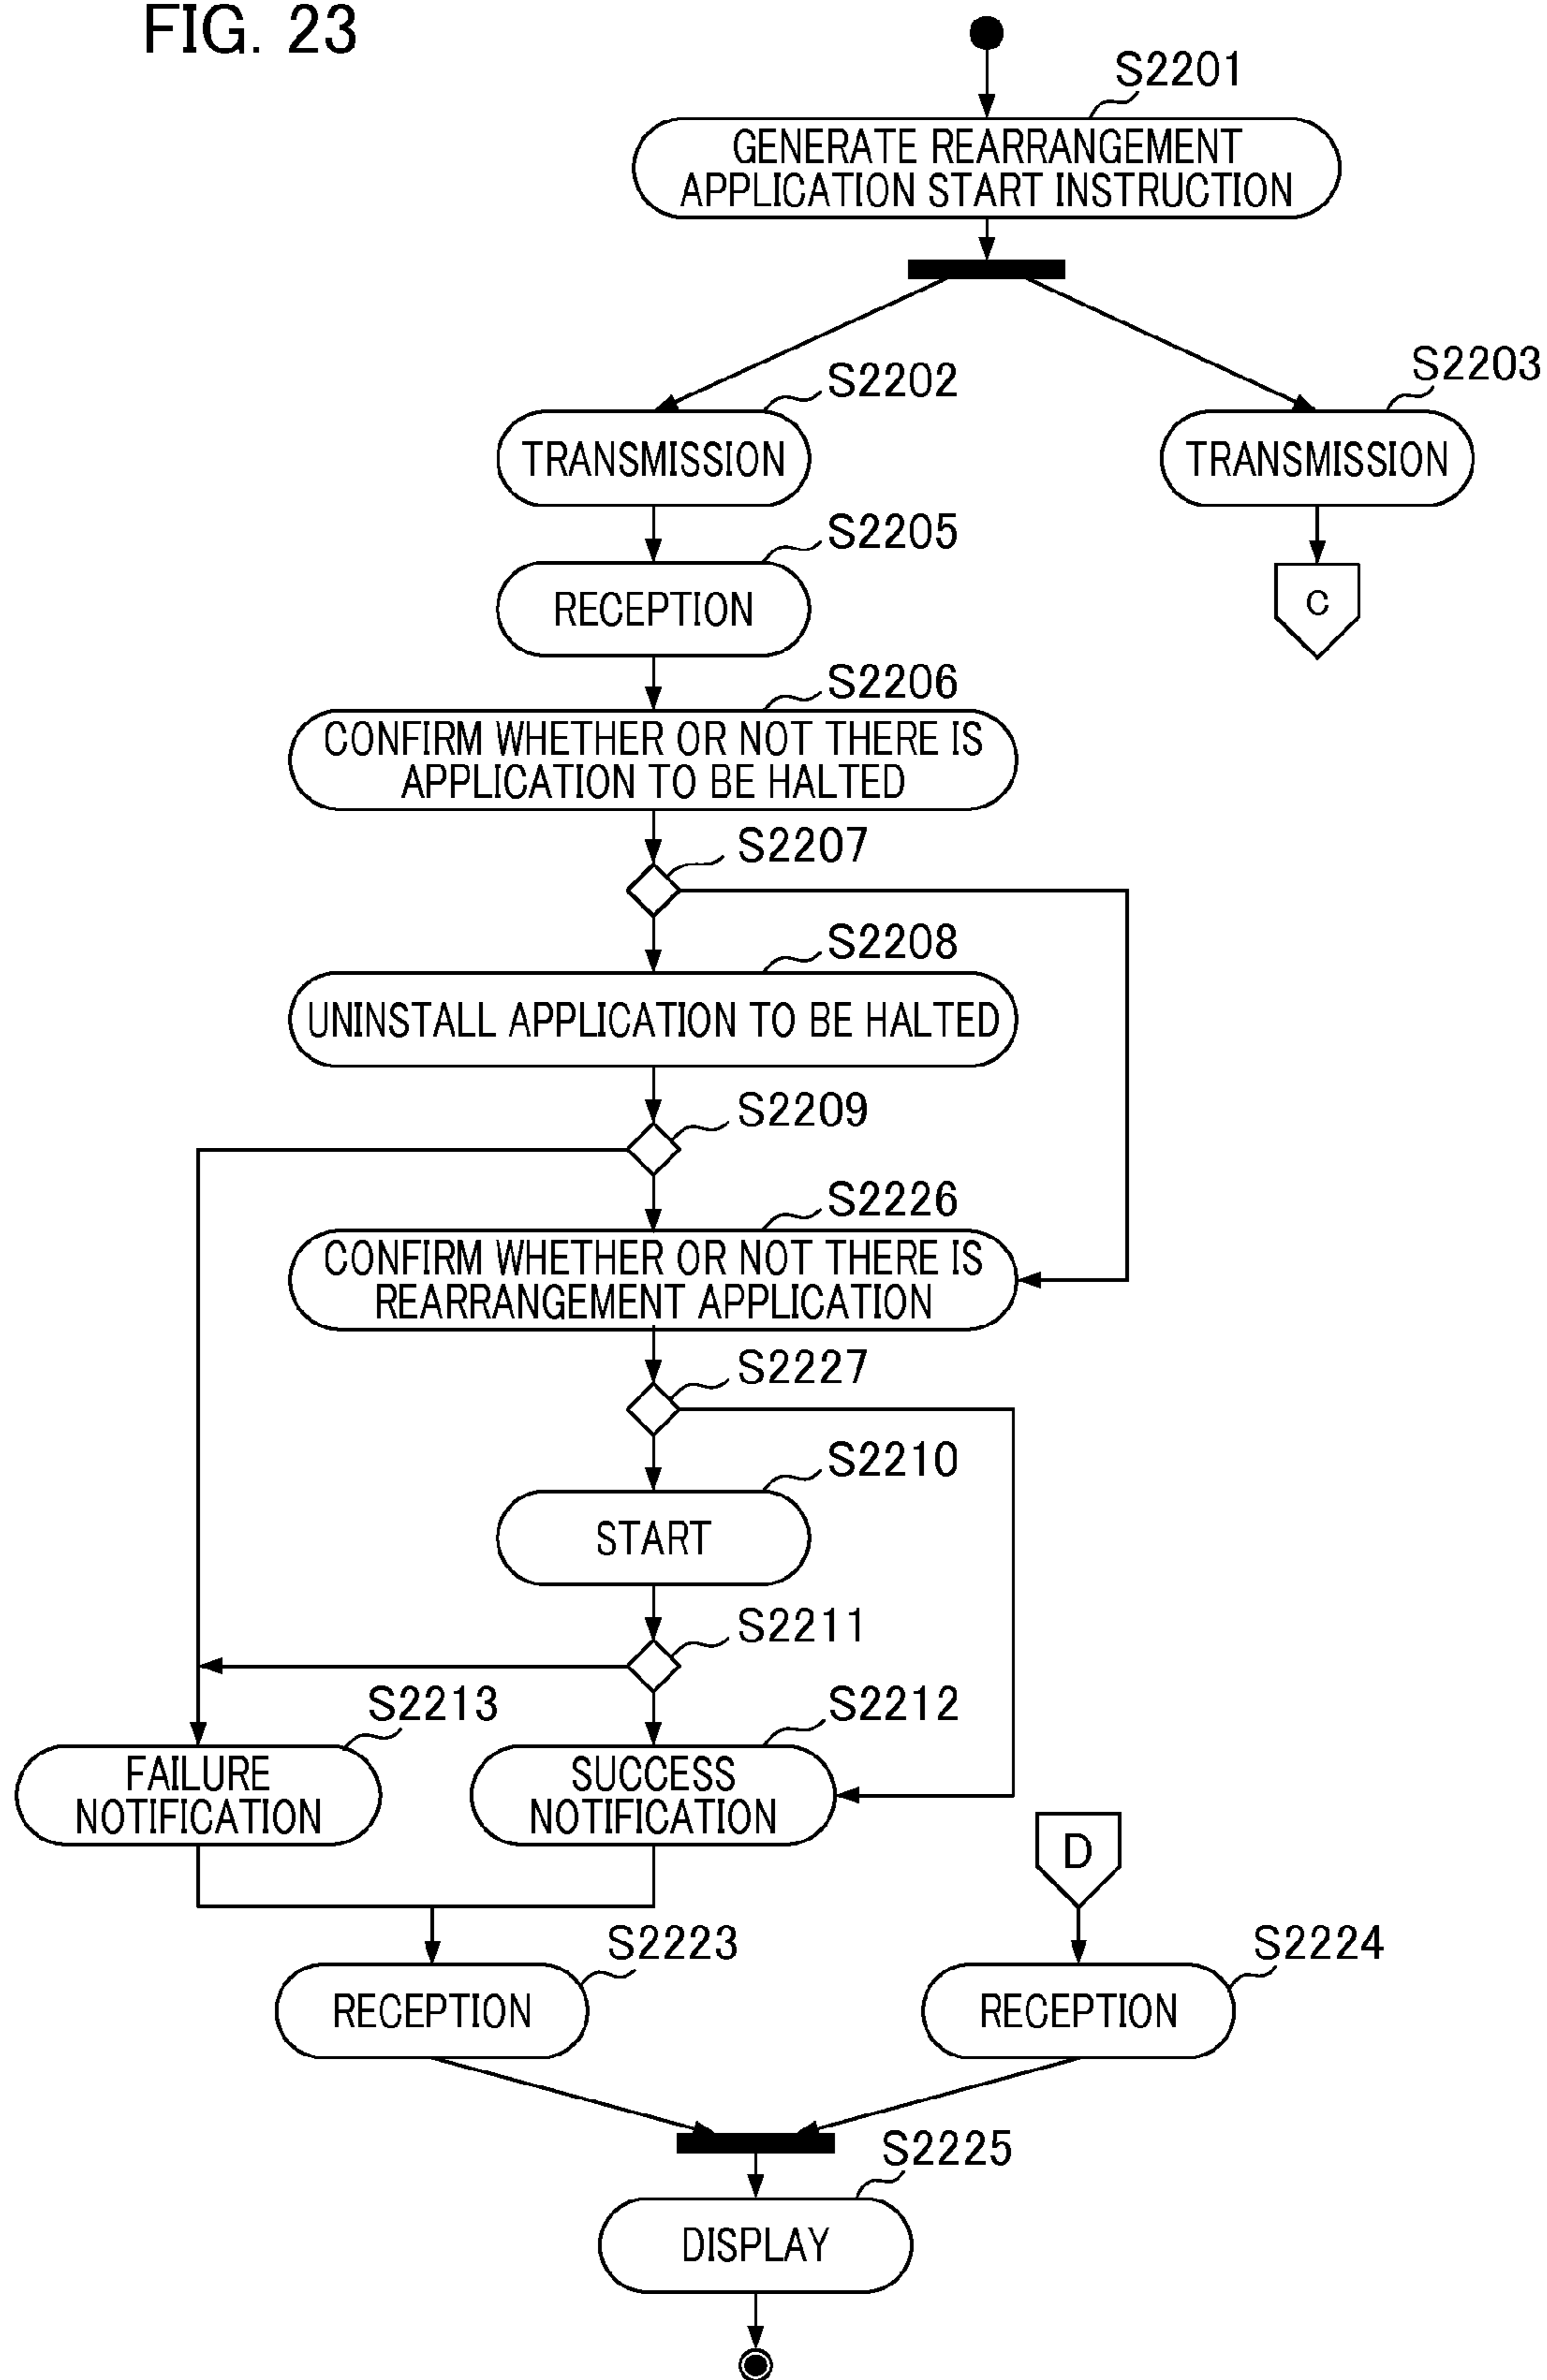 FIG. 23
S2201
GENERATE REARRANGEMENT
APPLICATION START INSTRUCTION
S2202
S2203
TRANSMISSION
TRANSMISSION
S2205
RECEPTION
C
S2206
CONFIRM WHETHER OR NOT THERE IS
APPLICATION TO BE HALTED
S2207
S2208
UNINSTALL APPLICATION TO BE HALTED
S2209
S2226
CONFIRM WHETHER OR NOT THERE IS
REARRANGEMENT APPLICATION
S2227
S2210
START
S2211
S2213
FAILURE
NOTIFICATION
S2212
SUCCESS
NOTIFICATION
D
S2223
RECEPTION
S2224
RECEPTION
S2225
DISPLAY